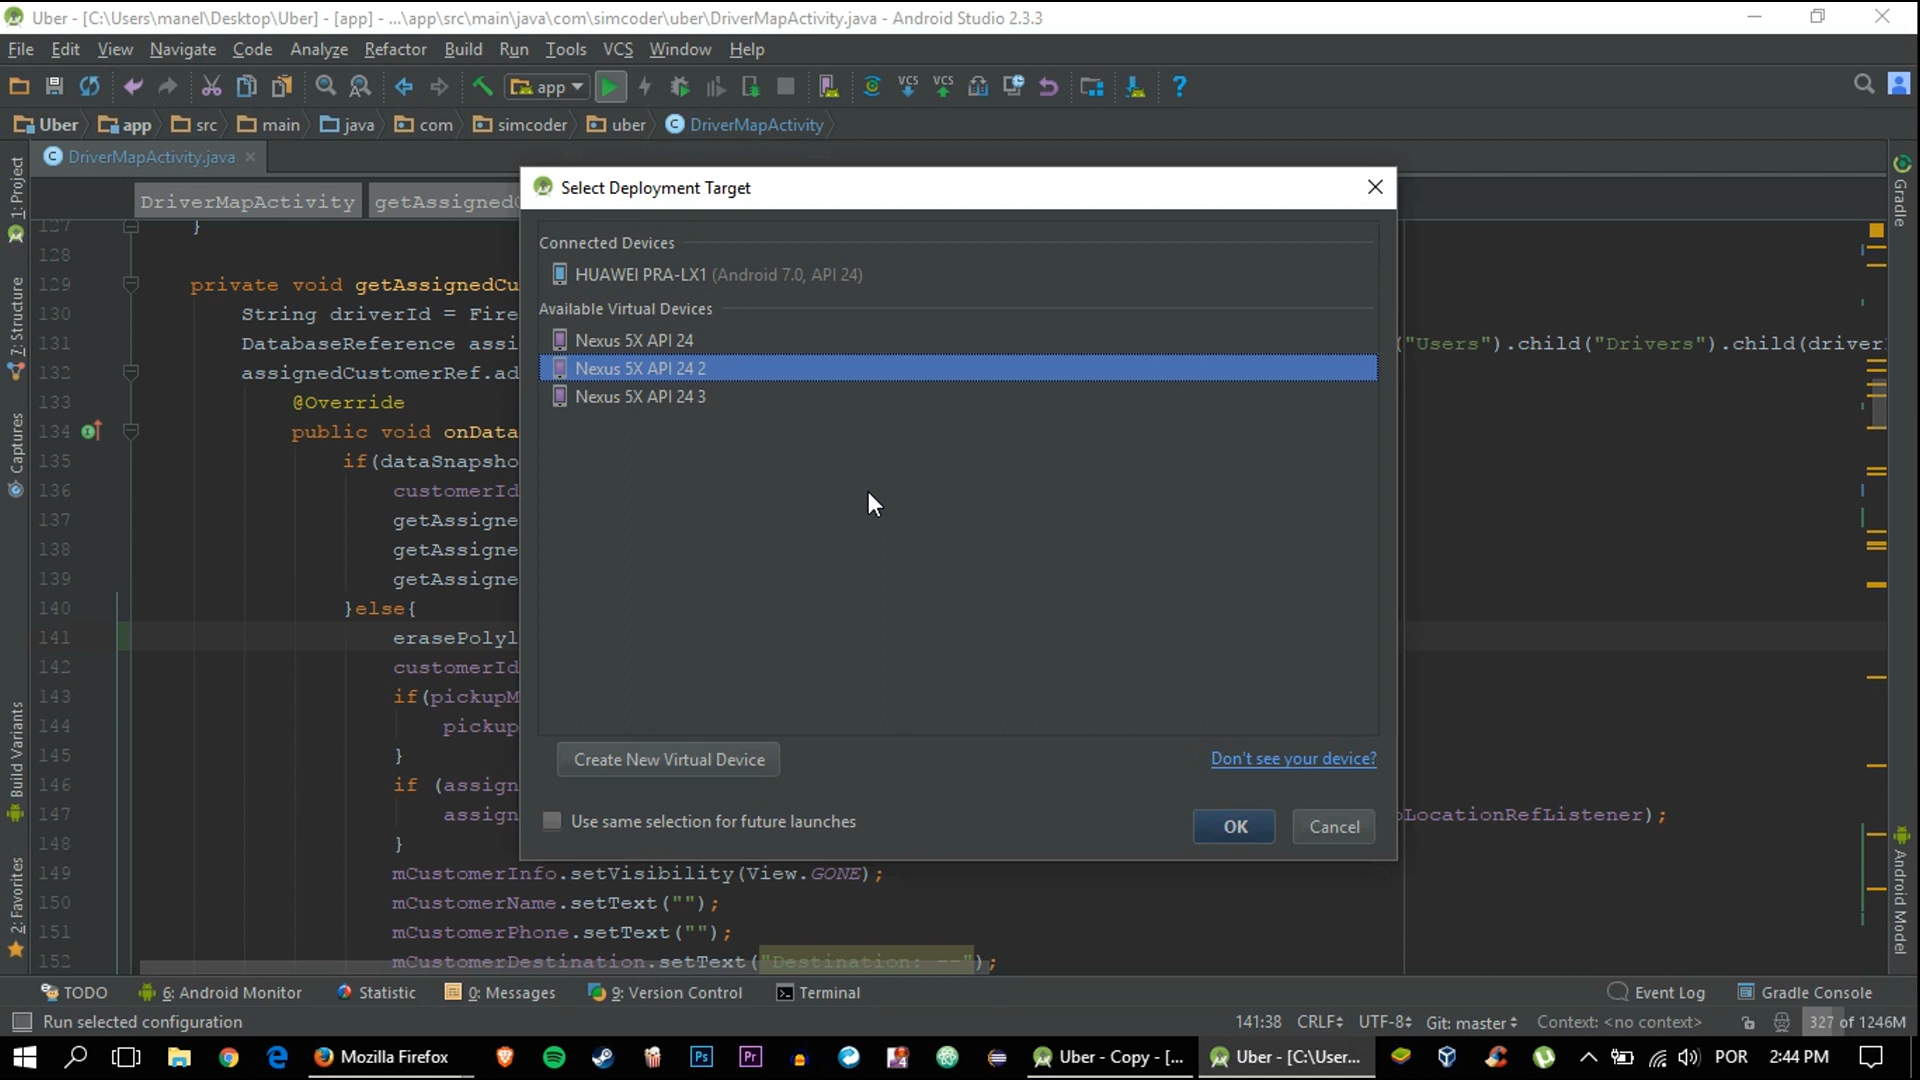 Uber - [C:\Users\manel\Desktop\Uber] - [app] - ...\app\src\main\java\com\simcoder\uber\DriverMapActivity.java - Android Studio 2.3.3
File Edit View Navigate Code Analyze Refactor Build Run Tools VCS Window Help
app VCS VCS ?
Uber app src main java com simcoder uber DriverMapActivity
DriverMapActivity.java
DriverMapActivity getAssigned
Select Deployment Target
Connected Devices
HUAWEI PRA-LX1 (Android 7.0, API 24)
Available Virtual Devices
Nexus 5X API 24
Nexus 5X API 24 2
Nexus 5X API 24 3
Create New Virtual Device
Don't see your device?
Use same selection for future launches
OK
Cancel
127 }
128
129 private void getAssignedCu
130 String driverId = Fire
131 DatabaseReference assi ("Users").child("Drivers").child(driver
132 assignedCustomerRef.ad
133 @Override
134 public void onData
135 if(dataSnapsho
136 customerId
137 getAssigne
138 getAssigne
139 getAssigne
140 }else{
141 erasePolyl
142 customerId
143 if(pickupM
144 pickup
145 }
146 if (assign
147 assign LocationRefListener);
148 }
149 mCustomerInfo.setVisibility(View.GONE);
150 mCustomerName.setText("");
151 mCustomerPhone.setText("");
152 mCustomerDestination.setText("Destination: --");
1: Project
7: Structure
Captures
Build Variants
2: Favorites
Gradle
Android Model
TODO 6: Android Monitor Statistic 0: Messages 9: Version Control Terminal Event Log Gradle Console
Run selected configuration 141:38 CRLF UTF-8 Git: master Context: <no context> 327 of 1246M
Mozilla Firefox Ps Pr Uber - Copy - [... Uber - [C:\User... POR 2:44 PM